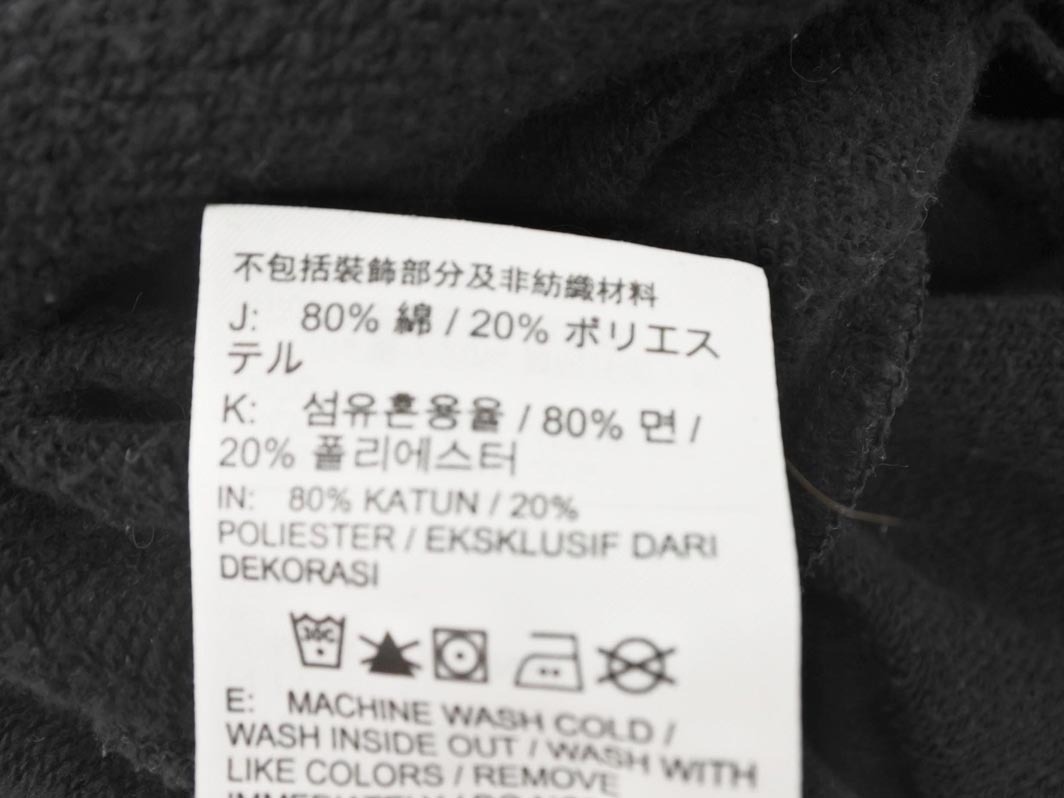 不包括裝飾部分及非紡織材料
J: 80% 綿 / 20% ポリエス
テル
K: 섬유혼용율 / 80% 면 /
20% 폴리에스터
IN: 80% KATUN / 20%
POLIESTER / EKSKLUSIF DARI
DEKORASI
30C
E: MACHINE WASH COLD /
WASH INSIDE OUT / WASH WITH
LIKE COLORS / REMOVE